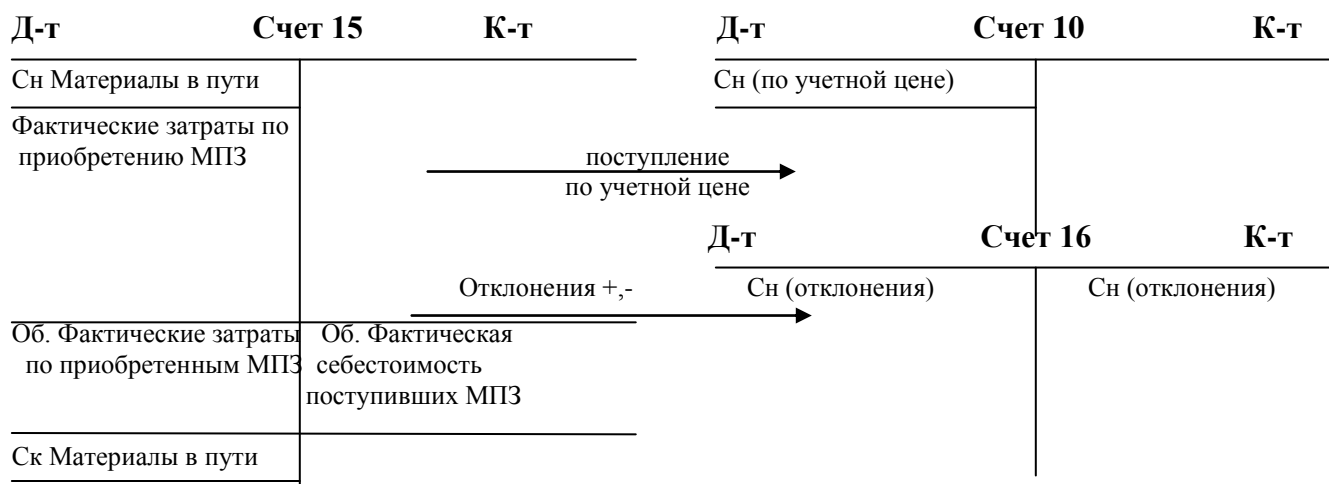 Д-т Счет 15 К-т
Сн Материалы в пути
Фактические затраты по
приобретению МПЗ
Об. Фактические затраты
по приобретенным МПЗ
Об. Фактическая
себестоимость
поступивших МПЗ
Ск Материалы в пути
поступление
по учетной цене
Отклонения +,-
Д-т Счет 10 К-т
Сн (по учетной цене)
Д-т Счет 16 К-т
Сн (отклонения) Сн (отклонения)